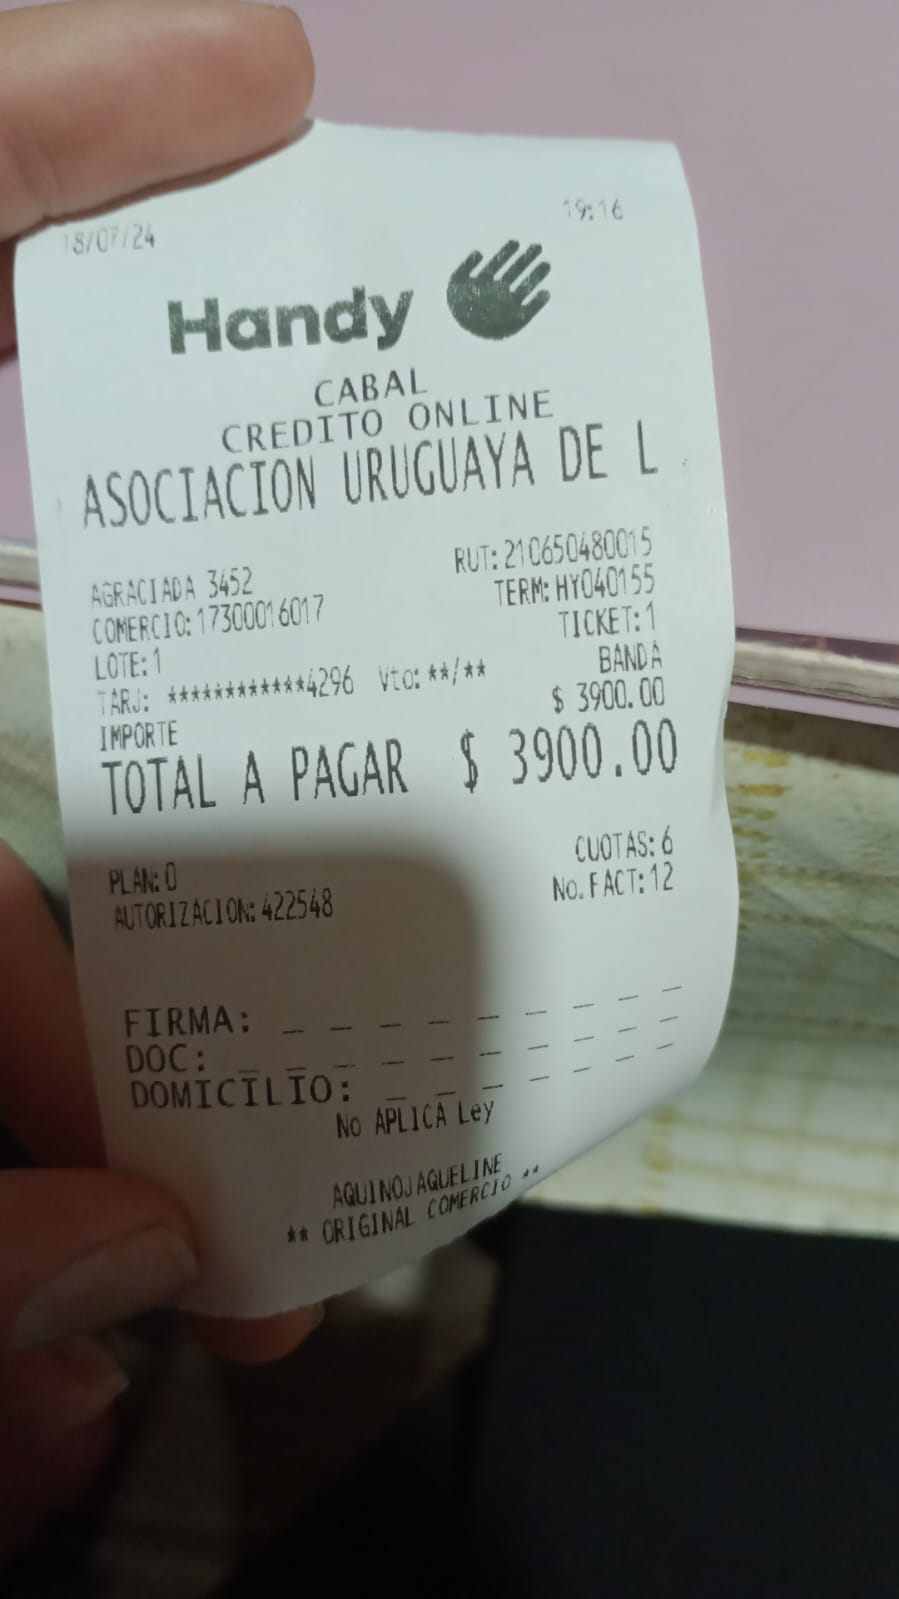 18/07/24 19:16
Handy
CABAL
CREDITO ONLINE
ASOCIACION URUGUAYA DE L
AGRACIADA 3452 RUT: 210650480015
COMERCIO: 17300016017 TERM: HY040155
LOTE: 1 TICKET: 1
TARJ: ************4296 Vto: **/** BANDA
IMPORTE $ 3900.00
TOTAL A PAGAR $ 3900.00
PLAN: 0 CUOTAS: 6
AUTORIZACION: 422548 No. FACT: 12
FIRMA: _ _ _ _ _ _ _ _ _
DOC: _ _ _ _ _ _ _ _ _ _
DOMICILIO: _ _ _ _ _ _ _
No APLICA Ley
AQUINOJAQUELINE
** ORIGINAL COMERCIO **